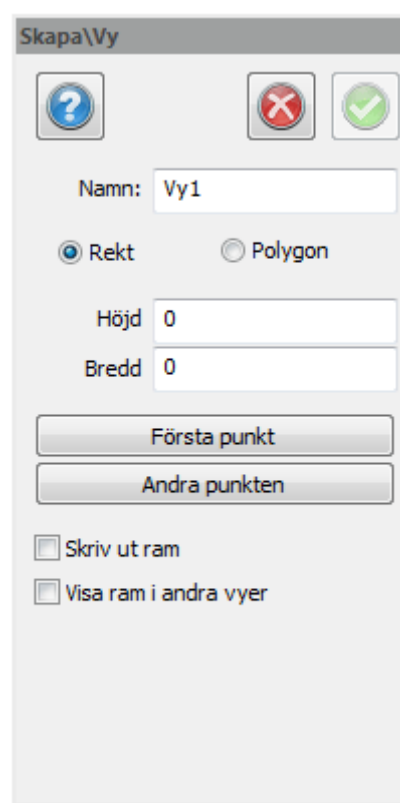 Skapa\Vy
Namn: Vy1
Rekt Polygon
Höjd 0
Bredd 0
Första punkt
Andra punkten
Skriv ut ram
Visa ram i andra vyer